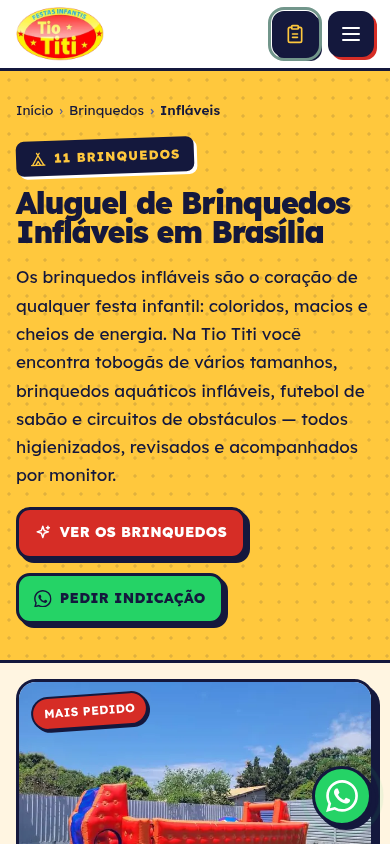 FESTAS INFANTIS
Tio
Titi
Início › Brinquedos › Infláveis
11 BRINQUEDOS
Aluguel de Brinquedos
Infláveis em Brasília
Os brinquedos infláveis são o coração de
qualquer festa infantil: coloridos, macios e
cheios de energia. Na Tio Titi você
encontra tobogãs de vários tamanhos,
brinquedos aquáticos infláveis, futebol de
sabão e circuitos de obstáculos — todos
higienizados, revisados e acompanhados
por monitor.
VER OS BRINQUEDOS
PEDIR INDICAÇÃO
MAIS PEDIDO